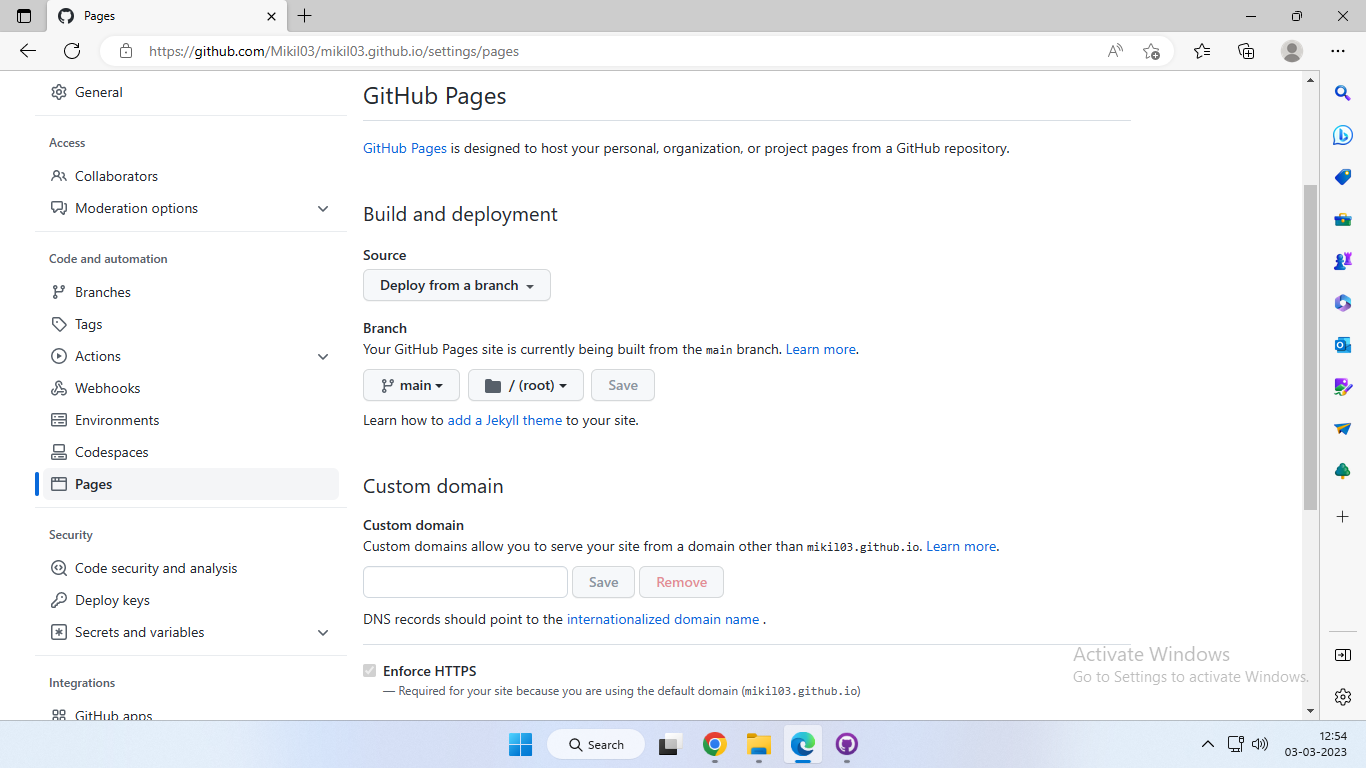 Pages
https://github.com/Mikil03/mikil03.github.io/settings/pages
General
Access
Collaborators
Moderation options
Code and automation
Branches
Tags
Actions
Webhooks
Environments
Codespaces
Pages
Security
Code security and analysis
Deploy keys
Secrets and variables
Integrations
GitHub apps
GitHub Pages
GitHub Pages is designed to host your personal, organization, or project pages from a GitHub repository.
Build and deployment
Source
Deploy from a branch
Branch
Your GitHub Pages site is currently being built from the main branch. Learn more.
main / (root) Save
Learn how to add a Jekyll theme to your site.
Custom domain
Custom domain
Custom domains allow you to serve your site from a domain other than mikil03.github.io. Learn more.
Save Remove
DNS records should point to the internationalized domain name .
Enforce HTTPS
— Required for your site because you are using the default domain (mikil03.github.io)
Activate Windows
Go to Settings to activate Windows.
Search
12:54
03-03-2023